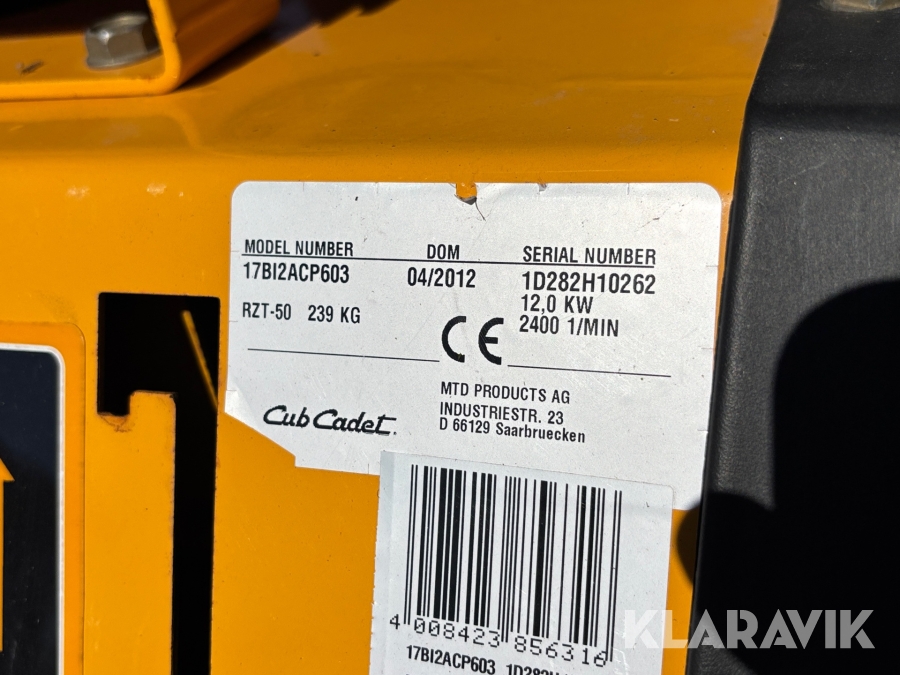 MODEL NUMBER DOM SERIAL NUMBER
17BI2ACP603 04/2012 1D282H10262
12,0 KW
RZT-50 239 KG CE 2400 1/MIN
MTD PRODUCTS AG
INDUSTRIESTR. 23
D 66129 Saarbruecken
Cub Cadet.
4 008423 856316
17BI2ACP603
KLARAVIK